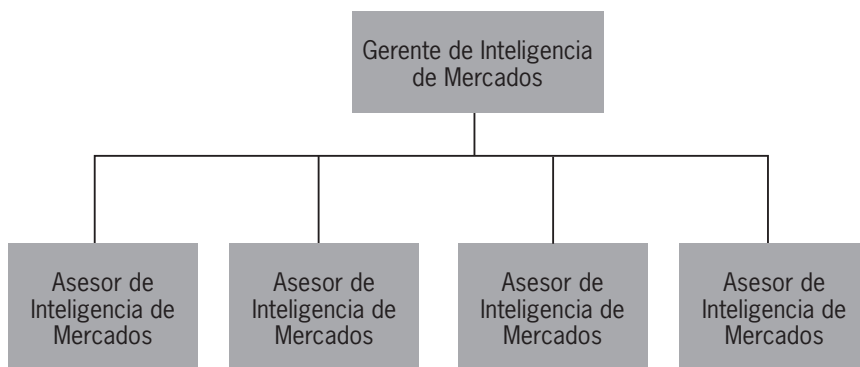 Gerente de Inteligencia
de Mercados
Asesor de
Inteligencia de
Mercados
Asesor de
Inteligencia de
Mercados
Asesor de
Inteligencia de
Mercados
Asesor de
Inteligencia de
Mercados